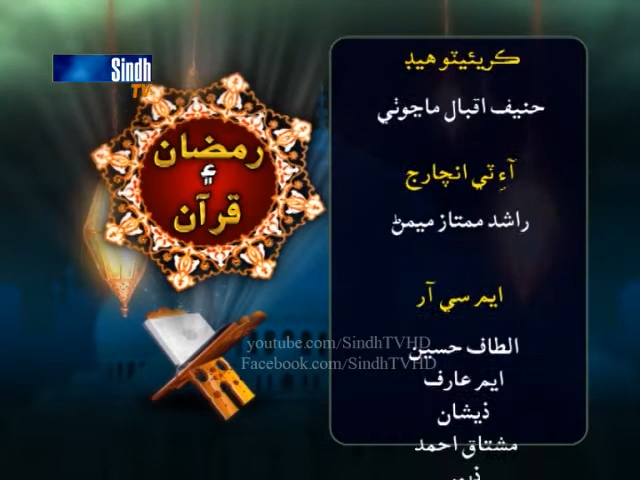 Sindh
TV
رمضان
۽
قرآن
ڪريئيٽو هيڊ
حنيف اقبال ماڇوٺي
آءِ ٽي انچارج
راشد ممتاز ميمڻ
ايم سي آر
الطاف حسين
ايم عارف
ذيشان
مشتاق احمد
youtube.com/SindhTVHD
Facebook.com/SindhTVHD